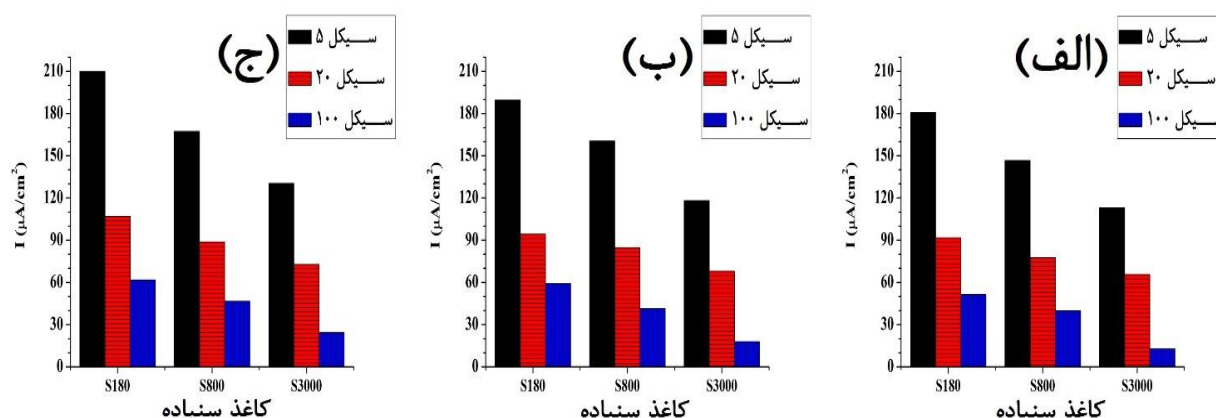 (الف)
سیکل ۵
سیکل ۲۰
سیکل ۱۰۰
I (μA/cm²)
210
180
150
120
90
60
30
0
S180 S800 S3000
کاغذ سنباده
(ب)
سیکل ۵
سیکل ۲۰
سیکل ۱۰۰
I (μA/cm²)
210
180
150
120
90
60
30
0
S180 S800 S3000
کاغذ سنباده
(ج)
سیکل ۵
سیکل ۲۰
سیکل ۱۰۰
I (μA/cm²)
210
180
150
120
90
60
30
0
S180 S800 S3000
کاغذ سنباده